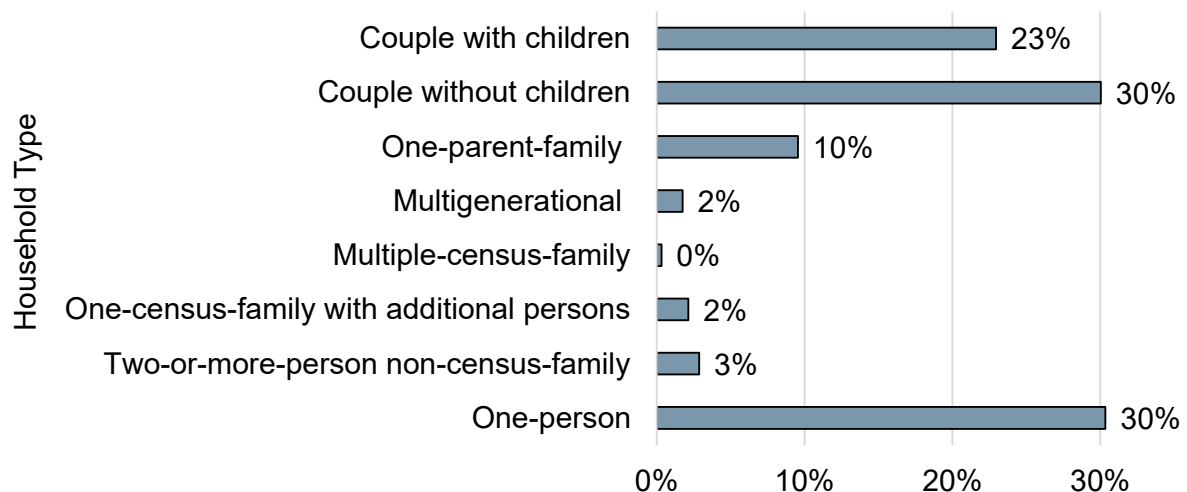 Household Type
Couple with children 23%
Couple without children 30%
One-parent-family 10%
Multigenerational 2%
Multiple-census-family 0%
One-census-family with additional persons 2%
Two-or-more-person non-census-family 3%
One-person 30%
0% 10% 20% 30%